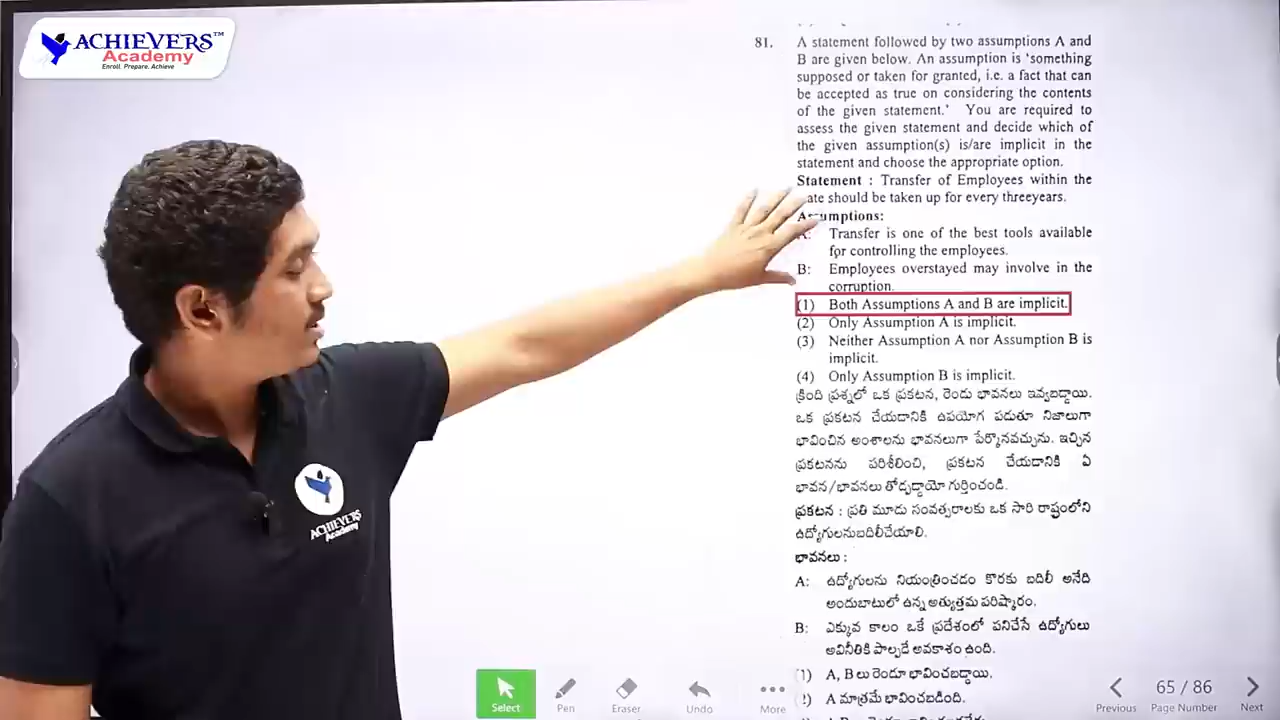 ACHIEVERS™
Academy
Enroll. Prepare. Achieve
81. A statement followed by two assumptions A and
B are given below. An assumption is 'something
supposed or taken for granted, i.e. a fact that can
be accepted as true on considering the contents
of the given statement.' You are required to
assess the given statement and decide which of
the given assumption(s) is/are implicit in the
statement and choose the appropriate option.
Statement : Transfer of Employees within the
ate should be taken up for every threeyears.
Assumptions:
A: Transfer is one of the best tools available
for controlling the employees.
B: Employees overstayed may involve in the
corruption.
(1) Both Assumptions A and B are implicit.
(2) Only Assumption A is implicit.
(3) Neither Assumption A nor Assumption B is
implicit.
(4) Only Assumption B is implicit.
క్రింది ప్రశ్నలో ఒక ప్రకటన, రెండు భావనలు ఇవ్వబడ్డాయి.
ఒక ప్రకటన చేయడానికి ఉపయోగ పడుతూ నిజాలుగా
భావించిన అంశాలను భావనలుగా పేర్కొనవచ్చును. ఇచ్చిన
ప్రకటనను పరిశీలించి, ప్రకటన చేయడానికి ఏ
భావన/భావనలు తోడ్పడ్డాయో గుర్తించండి.
ప్రకటన : ప్రతి మూడు సంవత్సరాలకు ఒక సారి రాష్ట్రంలోని
ఉద్యోగులనుబదిలీచేయాలి.
భావనలు :
A: ఉద్యోగులను నియంత్రించడం కొరకు బదిలీ అనేది
అందుబాటులో ఉన్న అత్యుత్తమ పరిష్కారం.
B: ఎక్కువ కాలం ఒకే ప్రదేశంలో పనిచేసే ఉద్యోగులు
అవినీతికి పాల్పడే అవకాశం ఉంది.
(1) A, B లు రెండూ భావించబడ్డాయి.
2) A మాత్రమే భావించబడింది.
ACHIEVERS
Academy
Select Pen Eraser Undo More
65 / 86
Previous Page Number Next